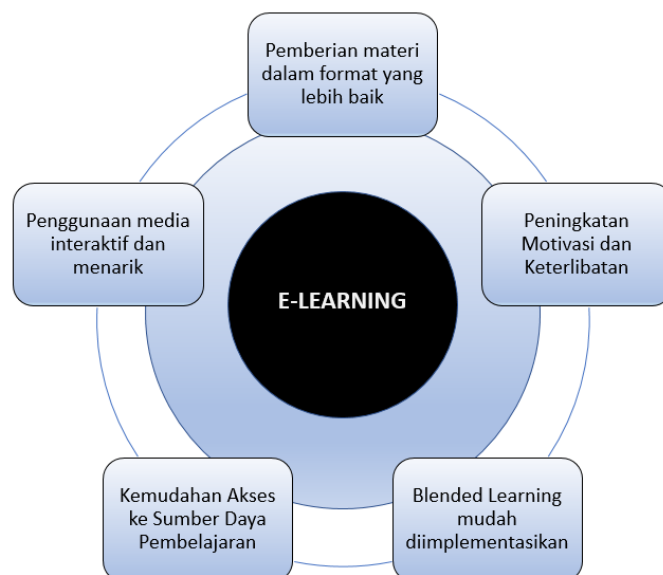 Pemberian materi
dalam format yang
lebih baik
Penggunaan media
interaktif dan
menarik
Peningkatan
Motivasi dan
Keterlibatan
E-LEARNING
Kemudahan Akses
ke Sumber Daya
Pembelajaran
Blended Learning
mudah
diimplementasikan